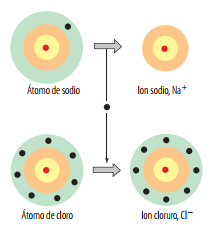 Átomo de sodio
Ion sodio, Na⁺
Átomo de cloro
Ion cloruro, Cl⁻